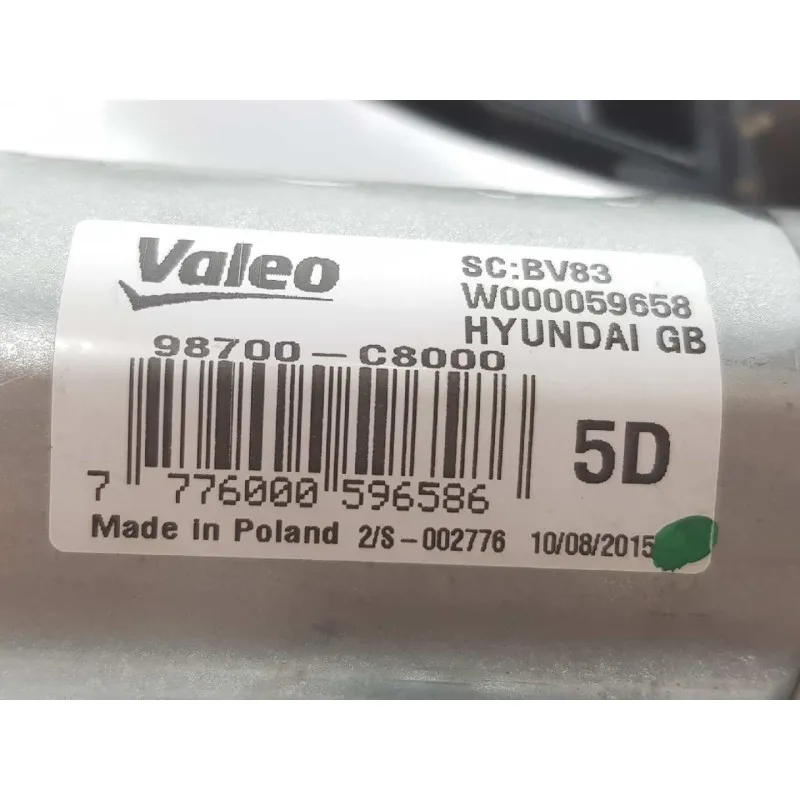 Valeo
SC:BV83
W000059658
HYUNDAI GB
98700-C8000
5D
7 776000 596586
Made in Poland 2/S-002776 10/08/2015